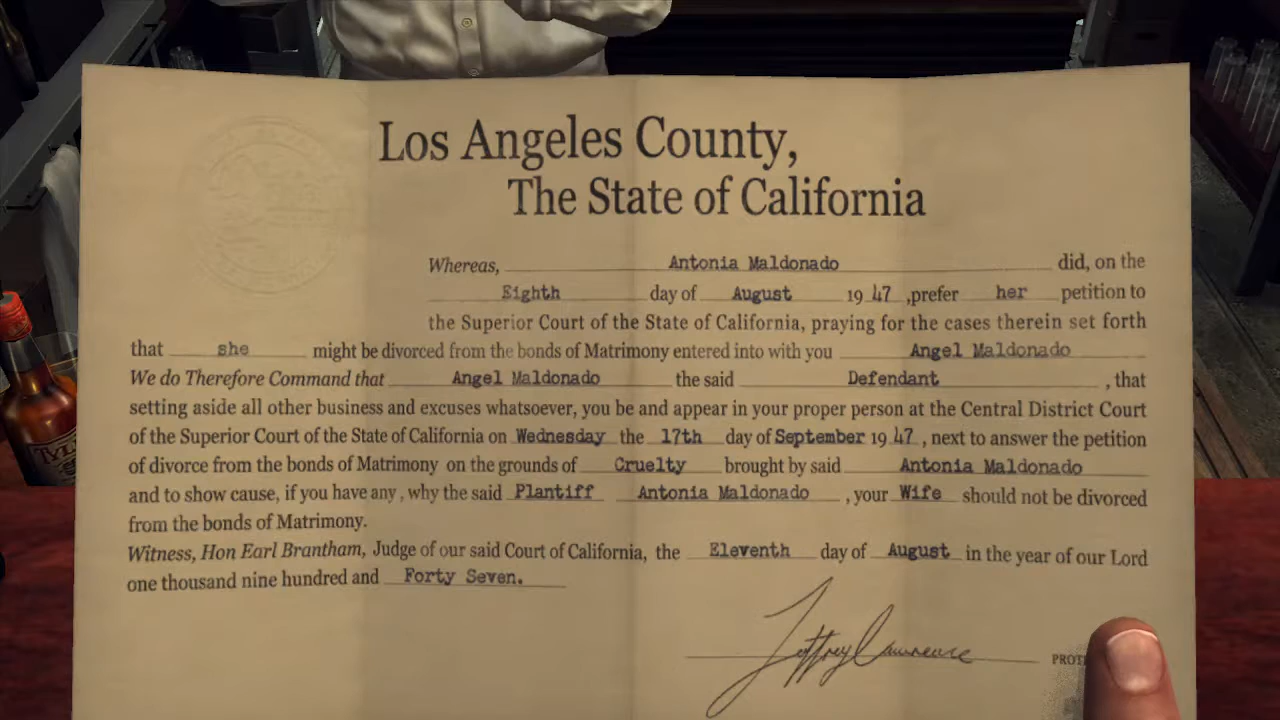 Los Angeles County,
The State of California
Whereas, Antonia Maldonado did, on the
Eighth day of August 1947, prefer her petition to
the Superior Court of the State of California, praying for the cases therein set forth
that she might be divorced from the bonds of Matrimony entered into with you Angel Maldonado
We do Therefore Command that Angel Maldonado the said Defendant, that
setting aside all other business and excuses whatsoever, you be and appear in your proper person at the Central District Court
of the Superior Court of the State of California on Wednesday the 17th day of September 1947, next to answer the petition
of divorce from the bonds of Matrimony on the grounds of Cruelty brought by said Antonia Maldonado
and to show cause, if you have any, why the said Plantiff Antonia Maldonado, your Wife should not be divorced
from the bonds of Matrimony.
Witness, Hon Earl Brantham, Judge of our said Court of California, the Eleventh day of August in the year of our Lord
one thousand nine hundred and Forty Seven.
Jeffrey Lawrence